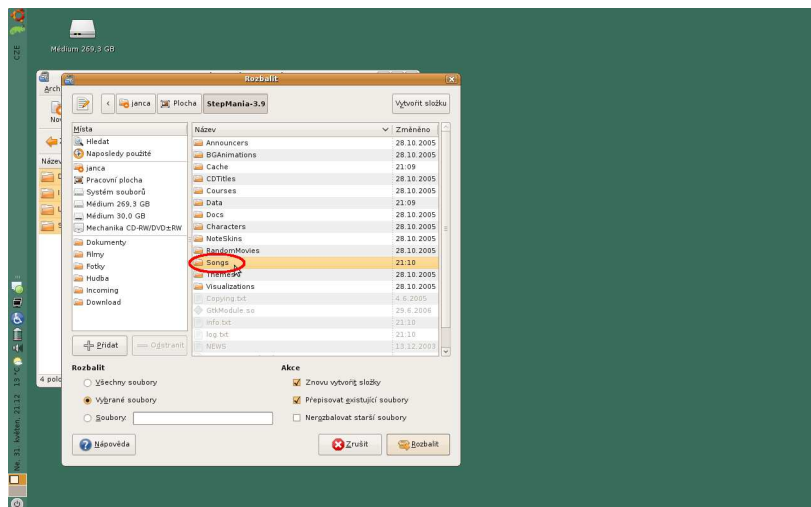 CZE
Médium 269,3 GB
Arch
Rozbalit
janca
Plocha
StepMania-3.9
Vytvořit složku
Nov
Místa
Název
Změněno
Hledat
Announcers
28.10.2005
Naposledy použité
BGAnimations
28.10.2005
Název
janca
Cache
21:09
Pracovní plocha
CDTitles
28.10.2005
Systém souborů
Courses
28.10.2005
Médium 269,3 GB
Data
21:09
Médium 30,0 GB
Docs
28.10.2005
Mechanika CD-RW/DVD±RW
Characters
28.10.2005
Dokumenty
NoteSkins
28.10.2005
Filmy
RandomMovies
28.10.2005
Fotky
Songs
21:10
Hudba
Themes
28.10.2005
Incoming
Visualizations
28.10.2005
Download
Copying.txt
4.6.2005
GtkModule.so
29.6.2006
info.txt
21:10
log.txt
21:10
Přidat
Odstranit
NEWS
13.12.2003
Rozbalit
Akce
4 polo
Všechny soubory
Znovu vytvořit složky
Vybrané soubory
Přepisovat existující soubory
Soubory:
Nerozbalovat starší soubory
Nápověda
Zrušit
Rozbalit
Ne, 31. květen, 21:12
13 °C